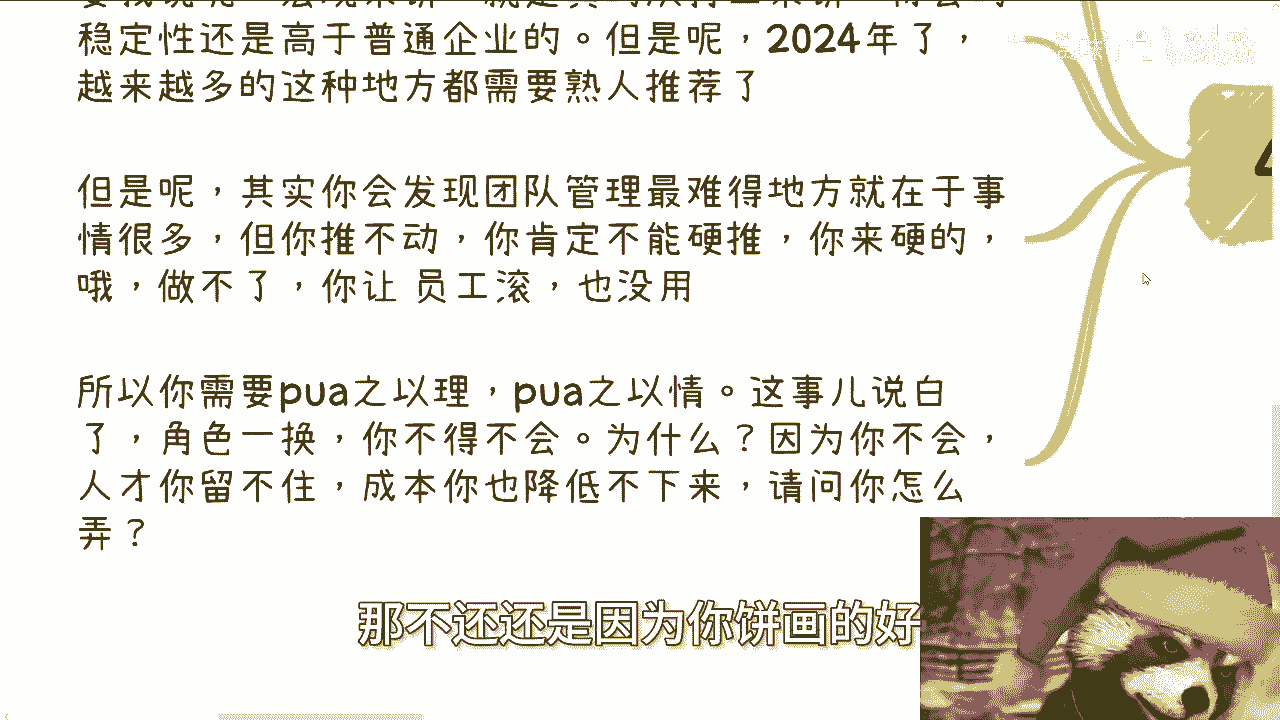 稳定性还是高于普通企业的。但是呢，2024年了，
越来越多的这种地方都需要熟人推荐了
但是呢，其实你会发现团队管理最难得地方就在于事
情很多，但你推不动，你肯定不能硬推，你来硬的，
哦，做不了，你让 员工滚，也没用
所以你需要pua之以理，pua之以情。这事儿说白
了，角色一换，你不得不会。为什么？因为你不会，
人才你留不住，成本你也降低不下来，请问你怎么
弄？
那不还还是因为你饼画的好